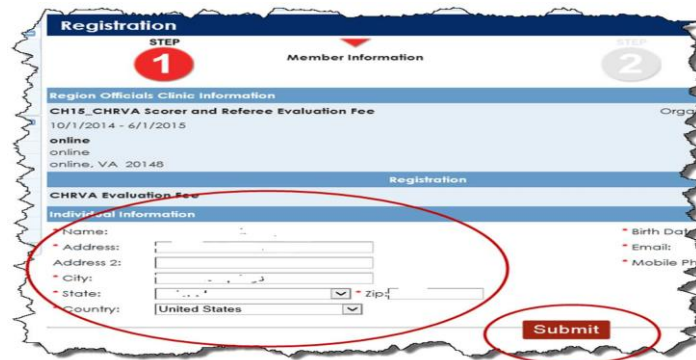 Registration
STEP
1
Member Information
STEP
2
Region Officials Clinic Information
CH15_CHRVA Scorer and Referee Evaluation Fee
10/1/2014 - 6/1/2015
online
online
online, VA 20148
Registration
CHRVA Evaluation Fee
Individual Information
* Name:
* Birth Dat
* Address:
* Email:
Address 2:
* Mobile Ph
* City:
* State: * Zip:
* Country: United States
Submit